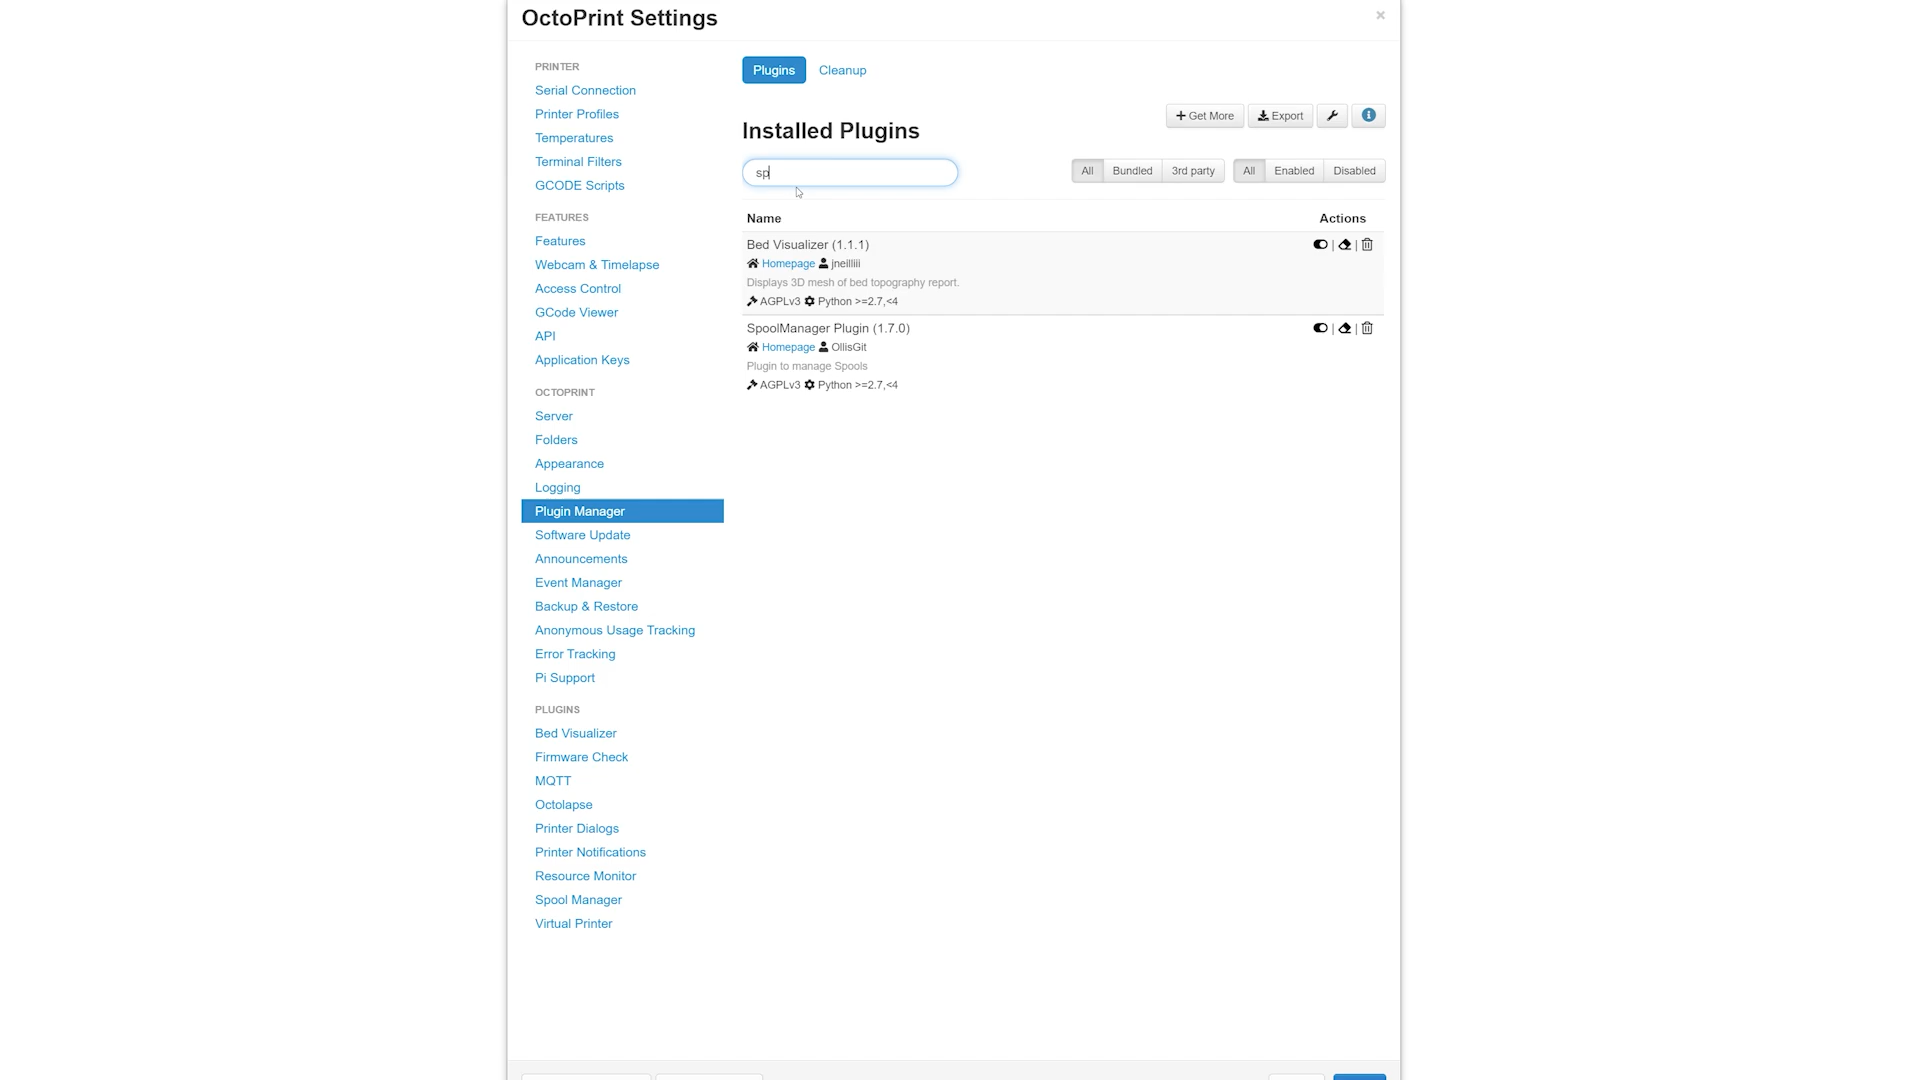 OctoPrint Settings
×
PRINTER
Serial Connection
Printer Profiles
Temperatures
Terminal Filters
GCODE Scripts
FEATURES
Features
Webcam & Timelapse
Access Control
GCode Viewer
API
Application Keys
OCTOPRINT
Server
Folders
Appearance
Logging
Plugin Manager
Software Update
Announcements
Event Manager
Backup & Restore
Anonymous Usage Tracking
Error Tracking
Pi Support
PLUGINS
Bed Visualizer
Firmware Check
MQTT
Octolapse
Printer Dialogs
Printer Notifications
Resource Monitor
Spool Manager
Virtual Printer
Plugins Cleanup
Get More Export
Installed Plugins
sp
All Bundled 3rd party All Enabled Disabled
Name Actions
Bed Visualizer (1.1.1)
Homepage jneilliii
Displays 3D mesh of bed topography report.
AGPLv3 Python >=2.7,<4
SpoolManager Plugin (1.7.0)
Homepage OllisGit
Plugin to manage Spools
AGPLv3 Python >=2.7,<4